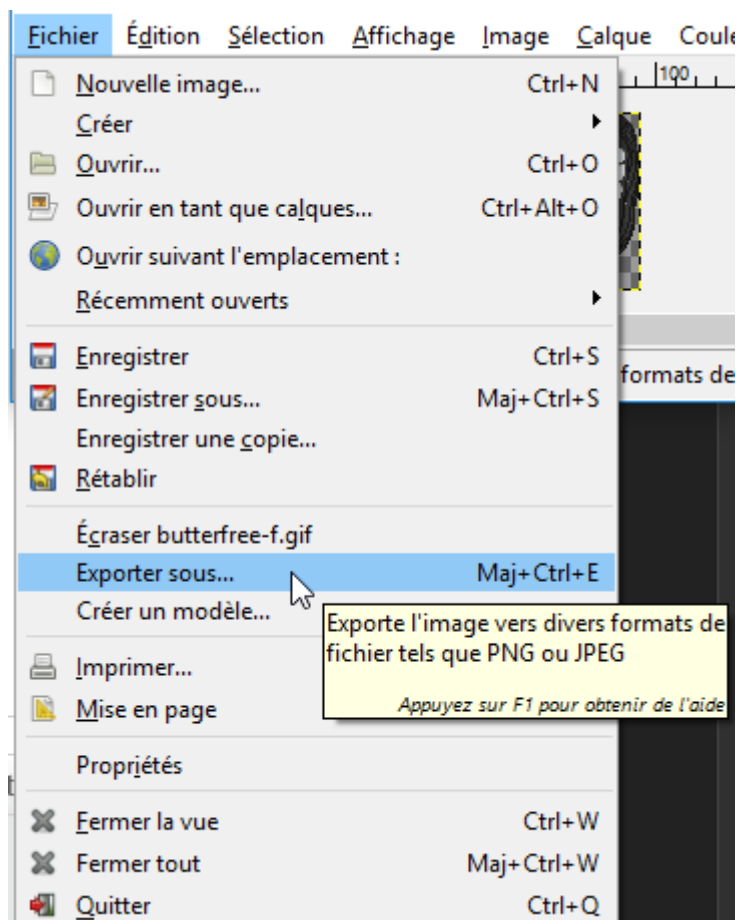 Fichier Édition Sélection Affichage Image Calque
100
Nouvelle image... Ctrl+N
Créer
Ouvrir... Ctrl+O
Ouvrir en tant que calques... Ctrl+Alt+O
Ouvrir suivant l'emplacement :
Récemment ouverts
Enregistrer Ctrl+S
formats de
Enregistrer sous... Maj+Ctrl+S
Enregistrer une copie...
Rétablir
Écraser butterfree-f.gif
Exporter sous... Maj+Ctrl+E
Créer un modèle...
Exporte l'image vers divers formats de
fichier tels que PNG ou JPEG
Appuyez sur F1 pour obtenir de l'aide
Imprimer...
Mise en page
Propriétés
Fermer la vue Ctrl+W
Fermer tout Maj+Ctrl+W
Quitter Ctrl+Q